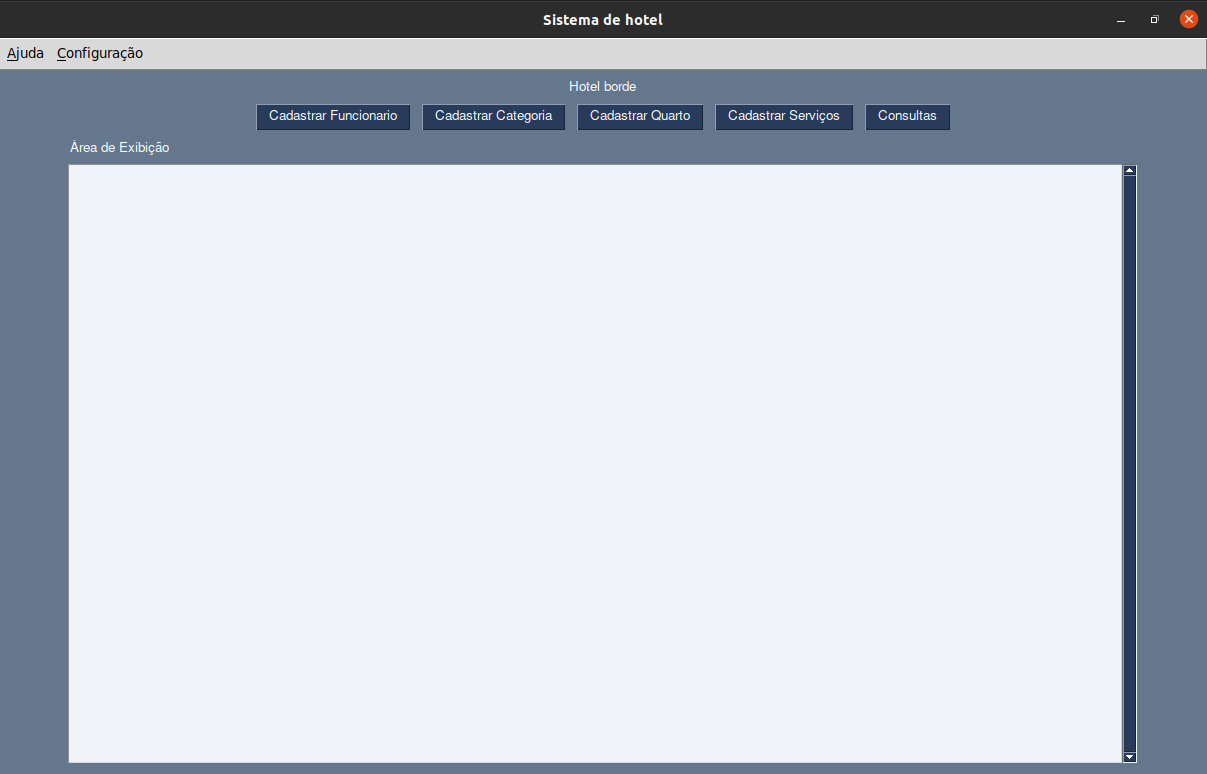 Sistema de hotel
Ajuda Configuração
Hotel borde
Cadastrar Funcionario Cadastrar Categoria Cadastrar Quarto Cadastrar Serviços Consultas
Área de Exibição